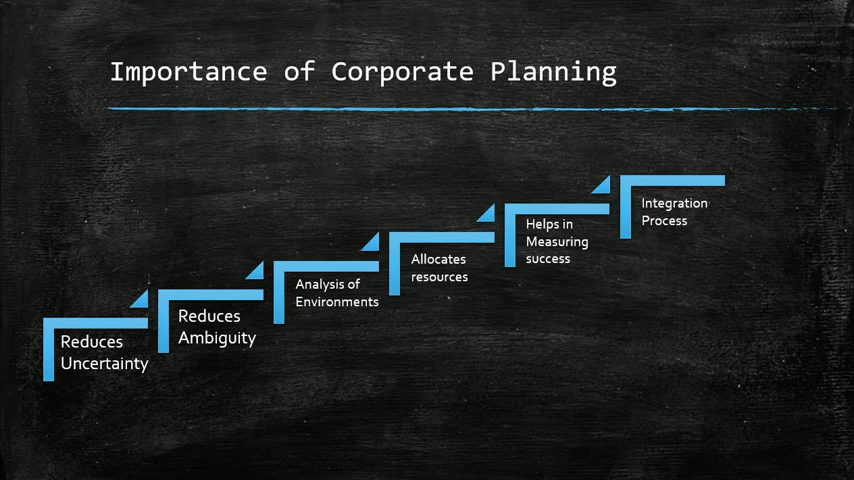 Importance of Corporate Planning
Reduces
Uncertainty
Reduces
Ambiguity
Analysis of
Environments
Allocates
resources
Helps in
Measuring
success
Integration
Process